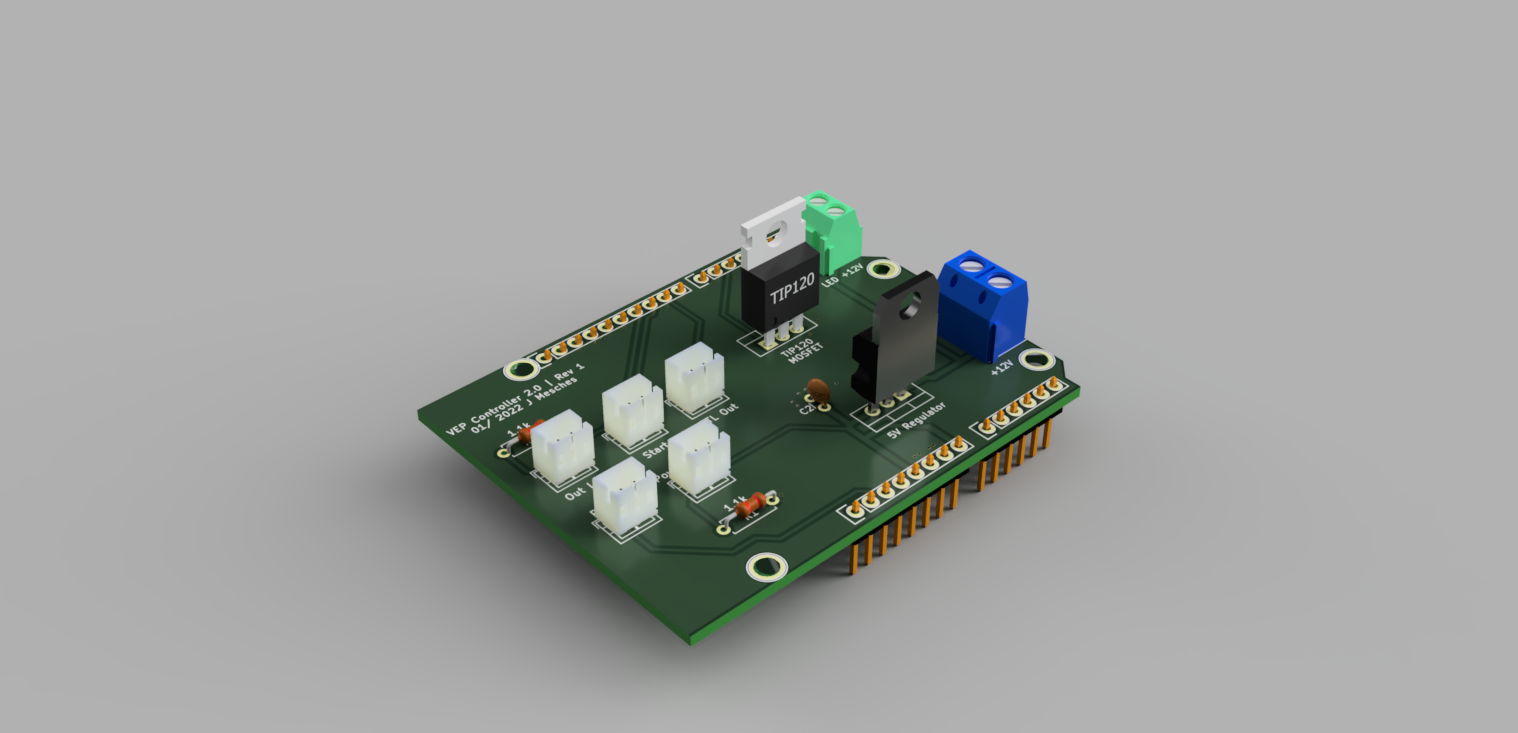 LED +12V
TIP120
TIP120
MOSFET
+12V
5V Regulator
VEP Controller 2.0 | Rev 1
01/ 2022 J Mesches
1.1k
C2
L Out
Start
Out
1.1k